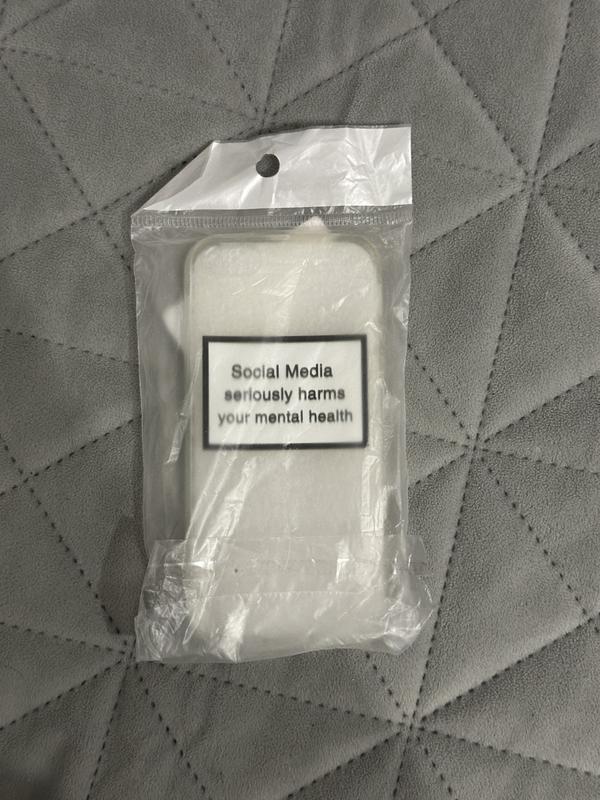 Social Media
seriously harms
your mental health